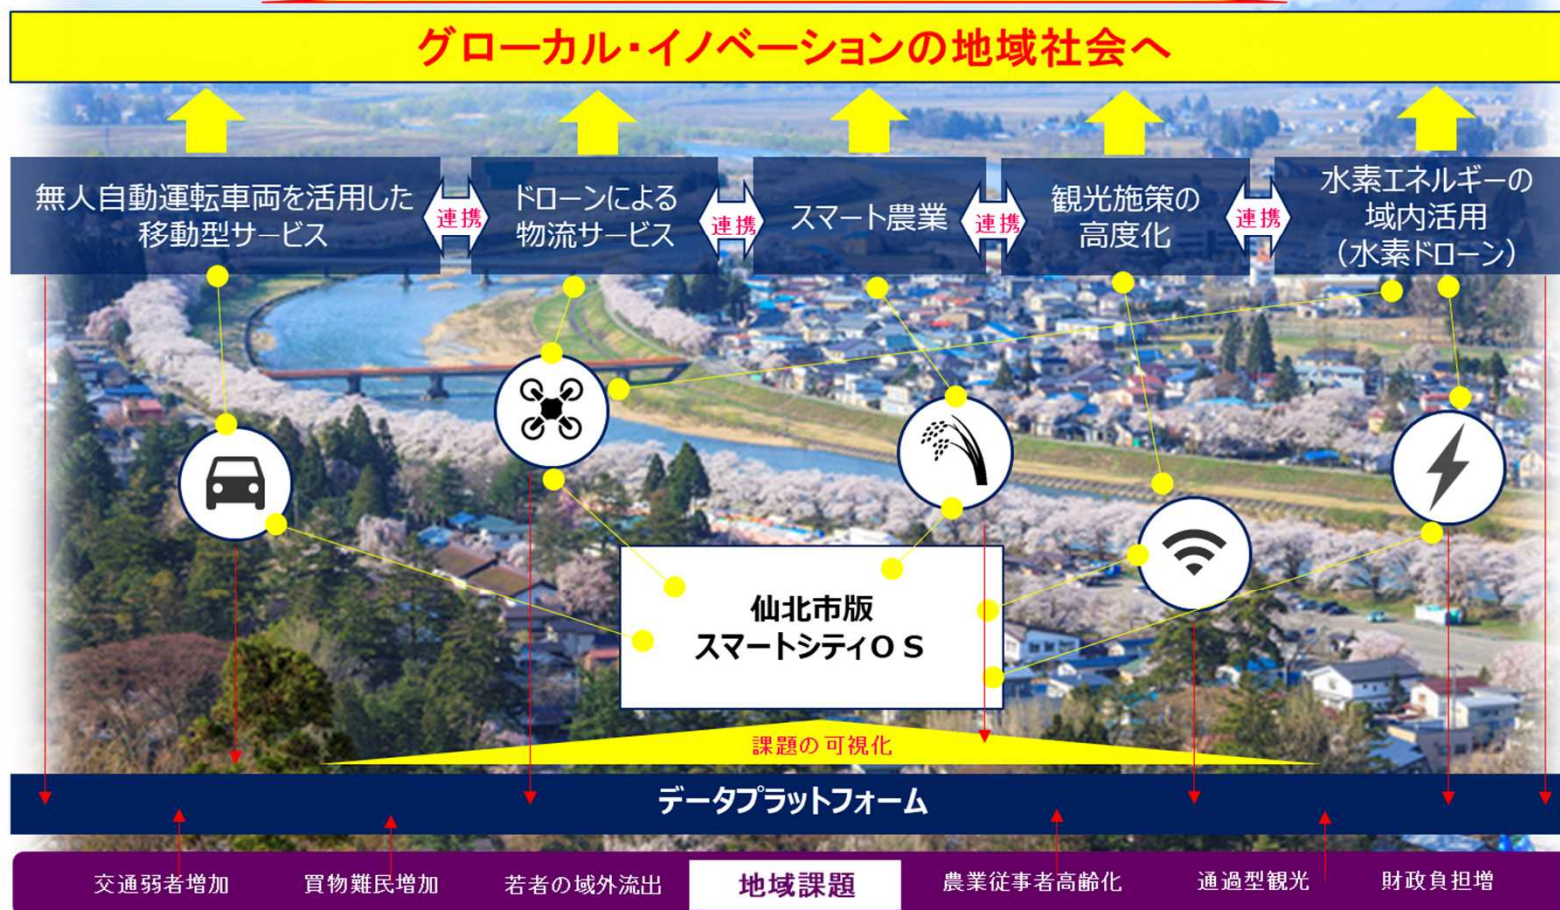 グローカル・イノベーションの地域社会へ
無人自動運転車両を活用した
移動型サービス
連携
ドローンによる
物流サービス
連携
スマート農業
連携
観光施策の
高度化
連携
水素エネルギーの
域内活用
（水素ドローン）
仙北市版
スマートシティＯＳ
課題の可視化
データプラットフォーム
交通弱者増加
買物難民増加
若者の域外流出
地域課題
農業従事者高齢化
通過型観光
財政負担増